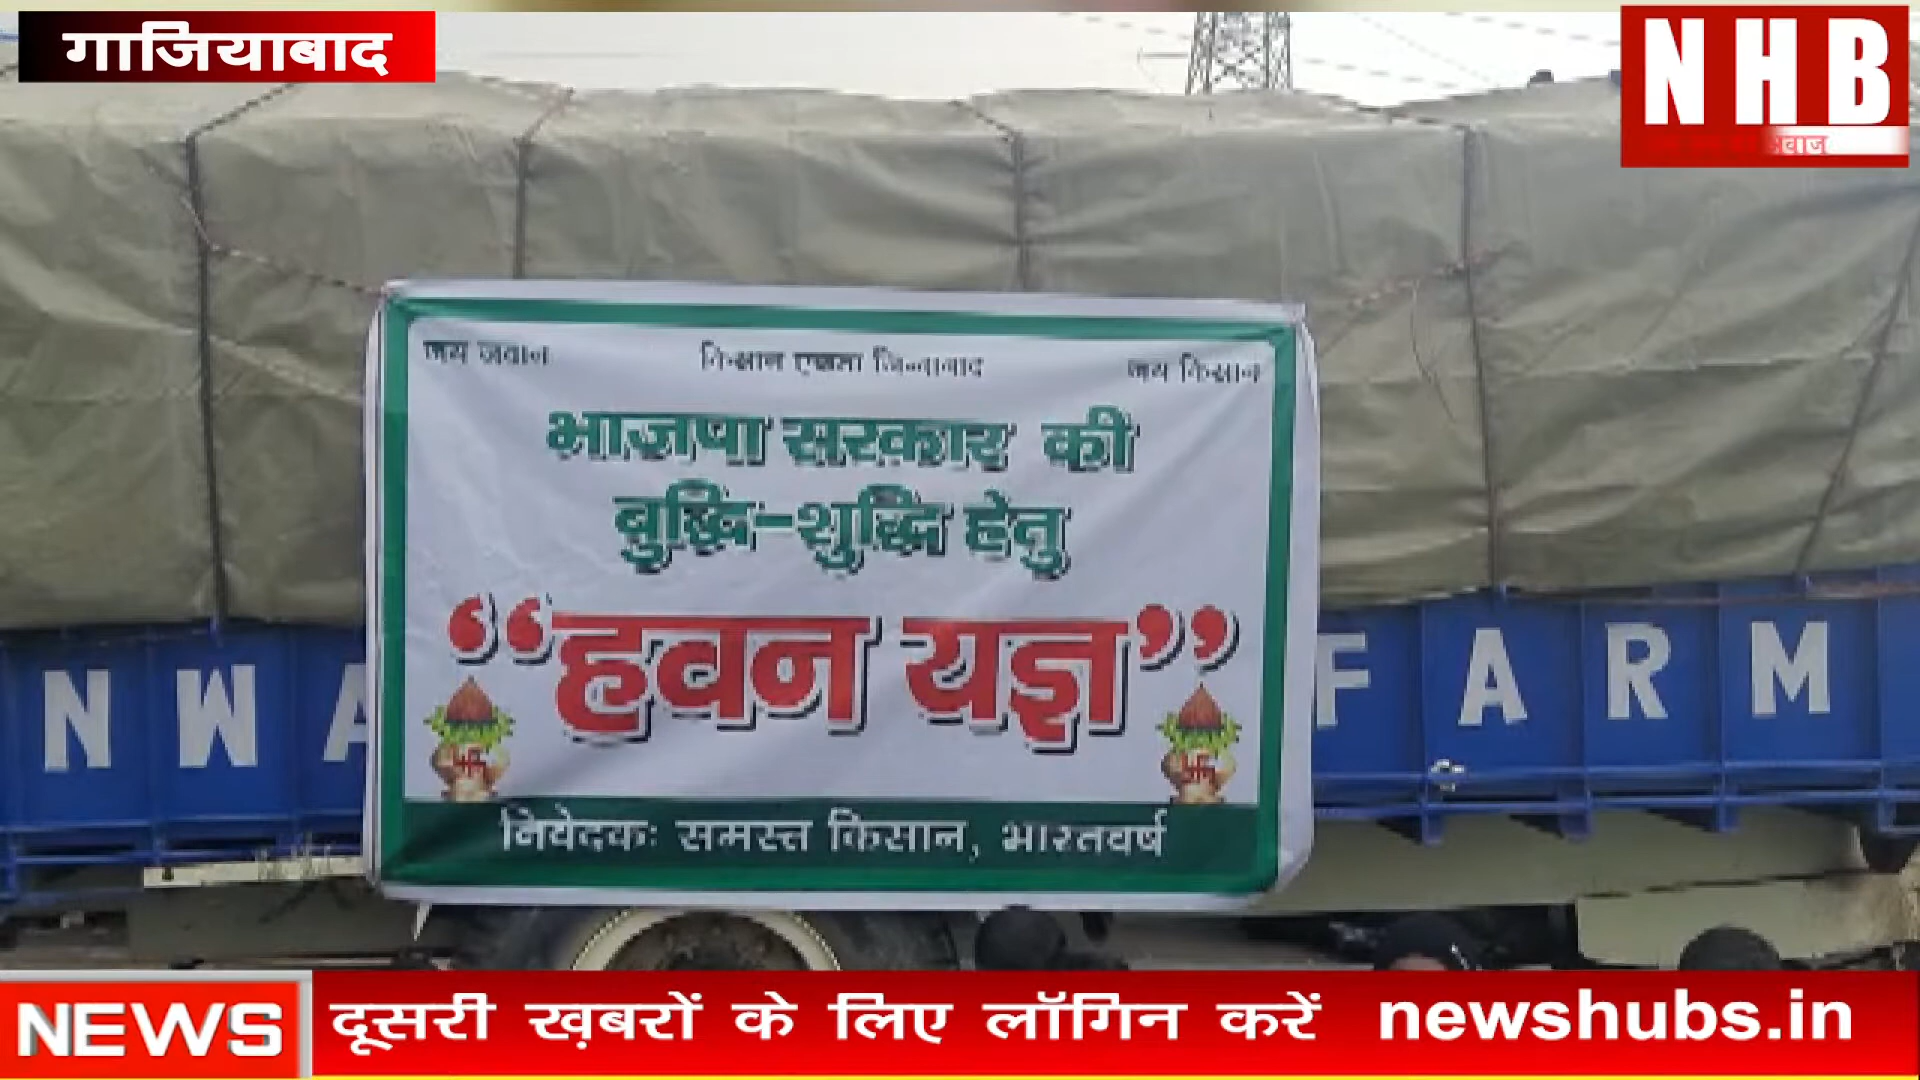 गाजियाबाद
NHB
जय जवान
किसान एकता जिन्दाबाद
जय किसान
भाजपा सरकार की
बुद्धि-शुद्धि हेतु
“हवन यज्ञ”
NWA
FARM
निवेदकः समस्त किसान, भारतवर्ष
NEWS
दूसरी ख़बरों के लिए लॉगिन करें newshubs.in